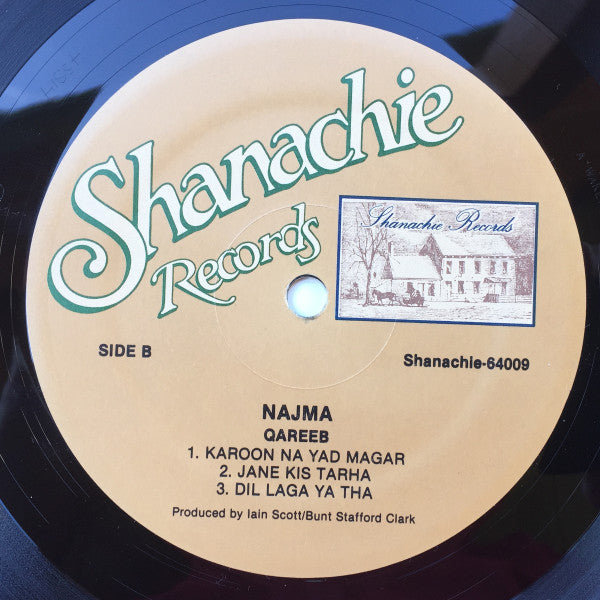 Shanachie
Records
Shanachie Records
SIDE B
Shanachie-64009
NAJMA
QAREEB
1. KAROON NA YAD MAGAR
2. JANE KIS TARHA
3. DIL LAGA YA THA
Produced by Iain Scott/Bunt Stafford Clark